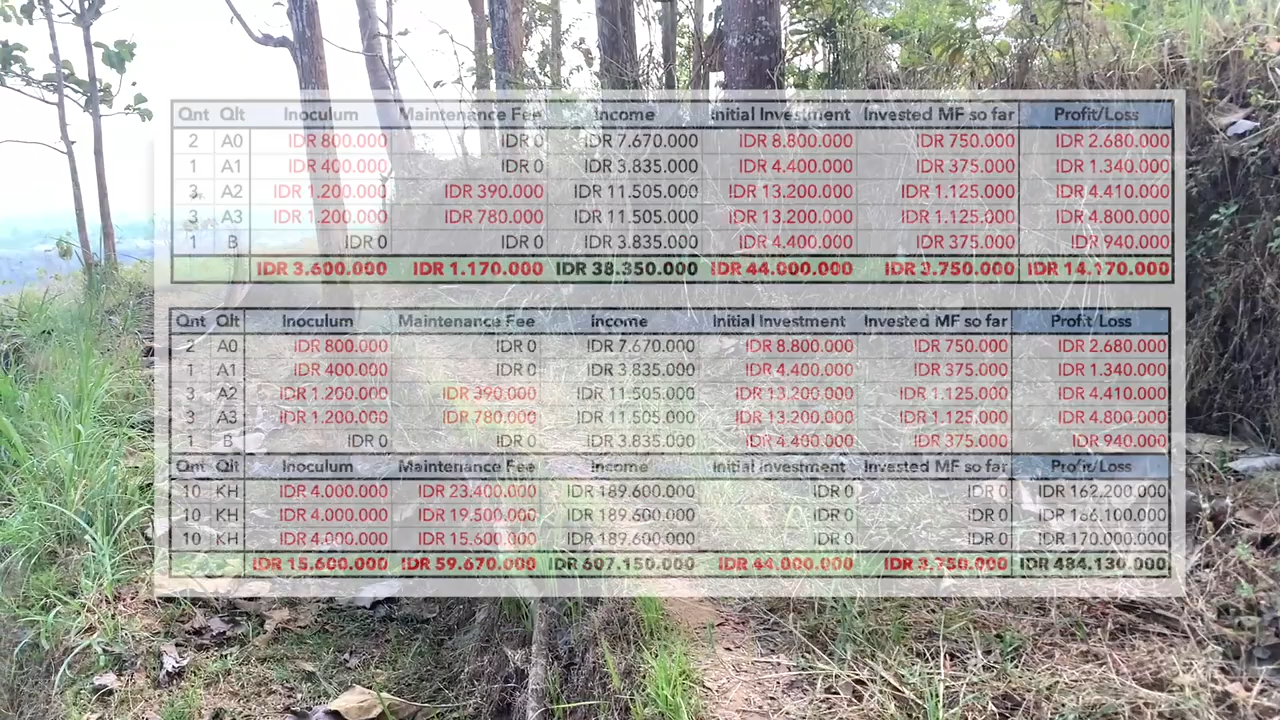 Qnt Qlt Inoculum Maintenance Fee Income Initial Investment Invested MF so far Profit/Loss
2 A0 IDR 800.000 IDR 0 IDR 7.670.000 IDR 8.800.000 IDR 750.000 IDR 2.680.000
1 A1 IDR 400.000 IDR 0 IDR 3.835.000 IDR 4.400.000 IDR 375.000 IDR 1.340.000
3 A2 IDR 1.200.000 IDR 390.000 IDR 11.505.000 IDR 13.200.000 IDR 1.125.000 IDR 4.410.000
3 A3 IDR 1.200.000 IDR 780.000 IDR 11.505.000 IDR 13.200.000 IDR 1.125.000 IDR 4.800.000
1 B IDR 0 IDR 0 IDR 3.835.000 IDR 4.400.000 IDR 375.000 IDR 940.000
IDR 3.600.000 IDR 1.170.000 IDR 38.350.000 IDR 44.000.000 IDR 3.750.000 IDR 14.170.000
Qnt Qlt Inoculum Maintenance Fee Income Initial Investment Invested MF so far Profit/Loss
2 A0 IDR 800.000 IDR 0 IDR 7.670.000 IDR 8.800.000 IDR 750.000 IDR 2.680.000
1 A1 IDR 400.000 IDR 0 IDR 3.835.000 IDR 4.400.000 IDR 375.000 IDR 1.340.000
3 A2 IDR 1.200.000 IDR 390.000 IDR 11.505.000 IDR 13.200.000 IDR 1.125.000 IDR 4.410.000
3 A3 IDR 1.200.000 IDR 780.000 IDR 11.505.000 IDR 13.200.000 IDR 1.125.000 IDR 4.800.000
1 B IDR 0 IDR 0 IDR 3.835.000 IDR 4.400.000 IDR 375.000 IDR 940.000
Qnt Qlt Inoculum Maintenance Fee Income Initial Investment Invested MF so far Profit/Loss
10 KH IDR 4.000.000 IDR 23.400.000 IDR 189.600.000 IDR 0 IDR 0 IDR 162.200.000
10 KH IDR 4.000.000 IDR 19.500.000 IDR 189.600.000 IDR 0 IDR 0 IDR 166.100.000
10 KH IDR 4.000.000 IDR 15.600.000 IDR 189.600.000 IDR 0 IDR 0 IDR 170.000.000
IDR 15.600.000 IDR 59.670.000 IDR 607.150.000 IDR 44.000.000 IDR 3.750.000 IDR 484.130.000